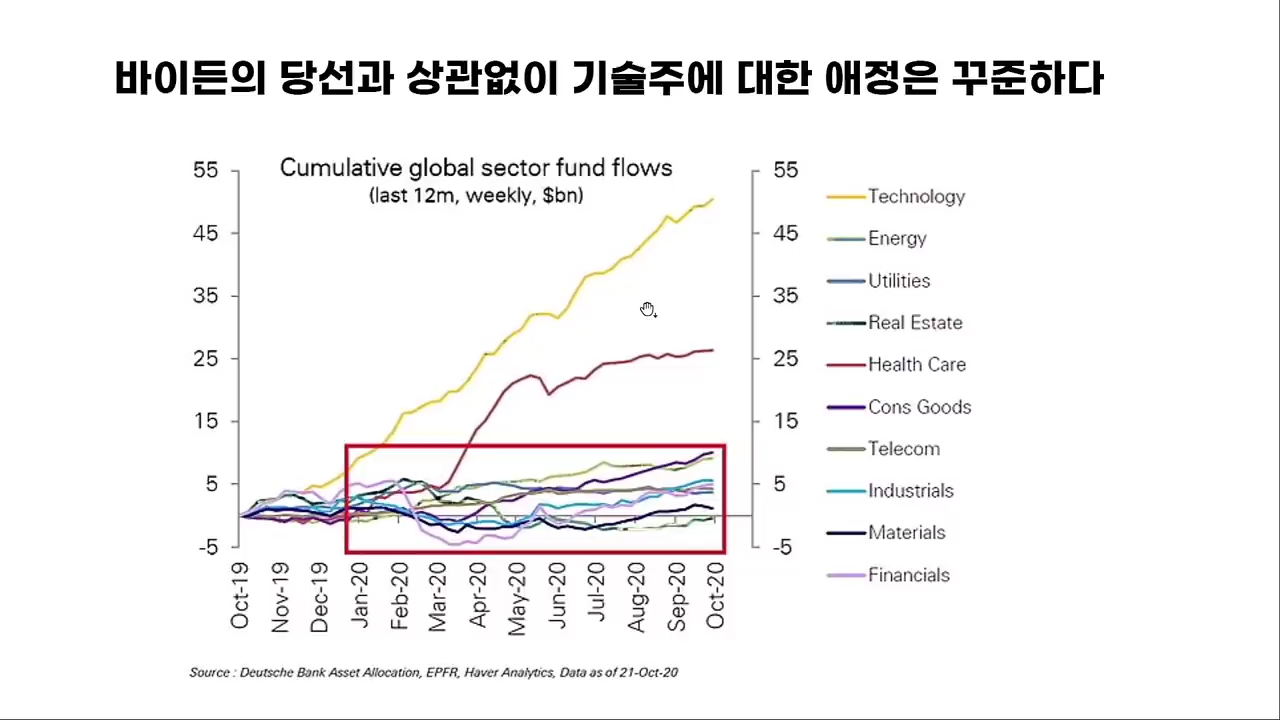 바이든의 당선과 상관없이 기술주에 대한 애정은 꾸준하다
Cumulative global sector fund flows
(last 12m, weekly, $bn)
55
45
35
25
15
5
-5
55
45
35
25
15
5
-5
Oct-19
Nov-19
Dec-19
Jan-20
Feb-20
Mar-20
Apr-20
May-20
Jun-20
Jul-20
Aug-20
Sep-20
Oct-20
Technology
Energy
Utilities
Real Estate
Health Care
Cons Goods
Telecom
Industrials
Materials
Financials
Source : Deutsche Bank Asset Allocation, EPFR, Haver Analytics, Data as of 21-Oct-20